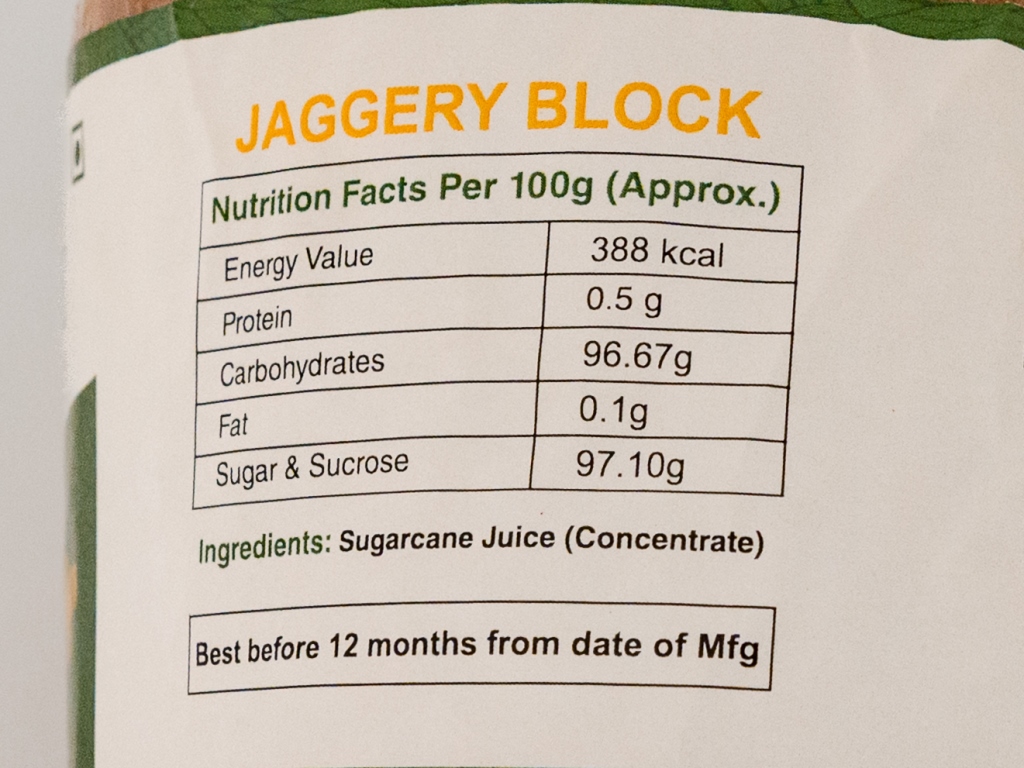 JAGGERY BLOCK
Nutrition Facts Per 100g (Approx.)
Energy Value 388 kcal
Protein 0.5 g
Carbohydrates 96.67g
Fat 0.1g
Sugar & Sucrose 97.10g
Ingredients: Sugarcane Juice (Concentrate)
Best before 12 months from date of Mfg